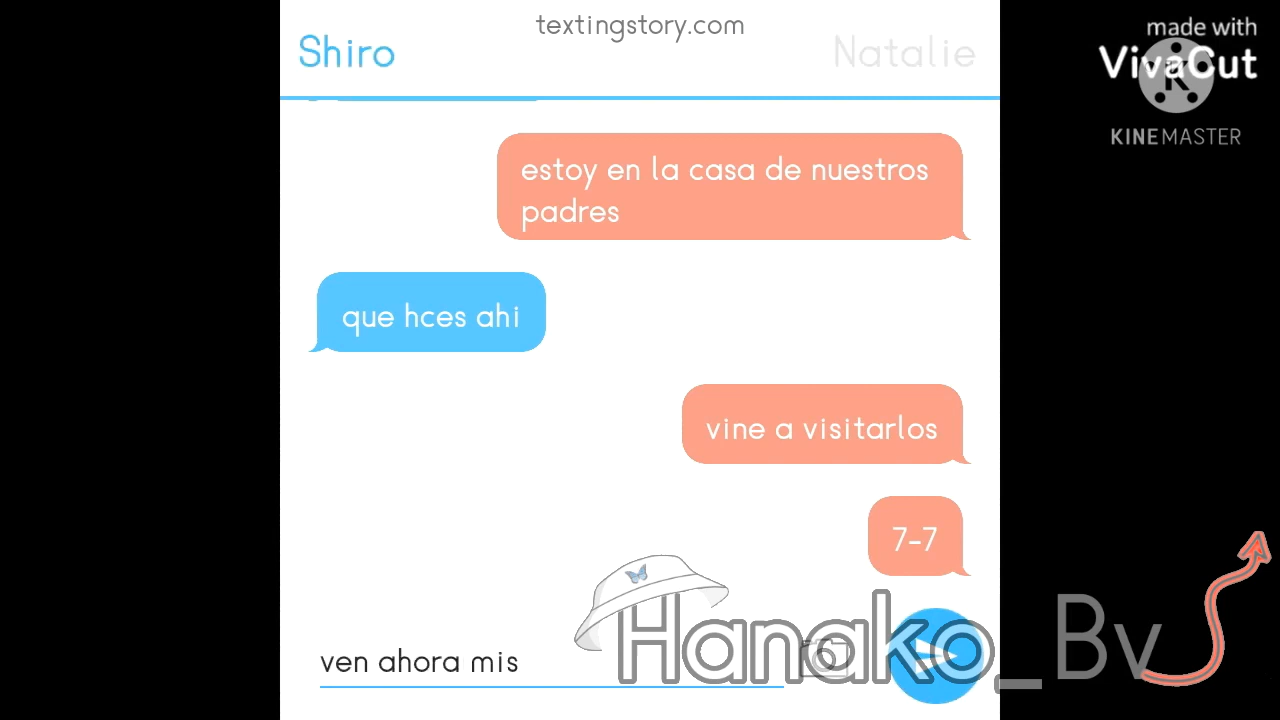 textingstory.com
made with
VivaCut
Shiro
Natalie
K
KINEMASTER
estoy en la casa de nuestros
padres
que hces ahi
vine a visitarlos
7-7
ven ahora mis
Hanako_Bv